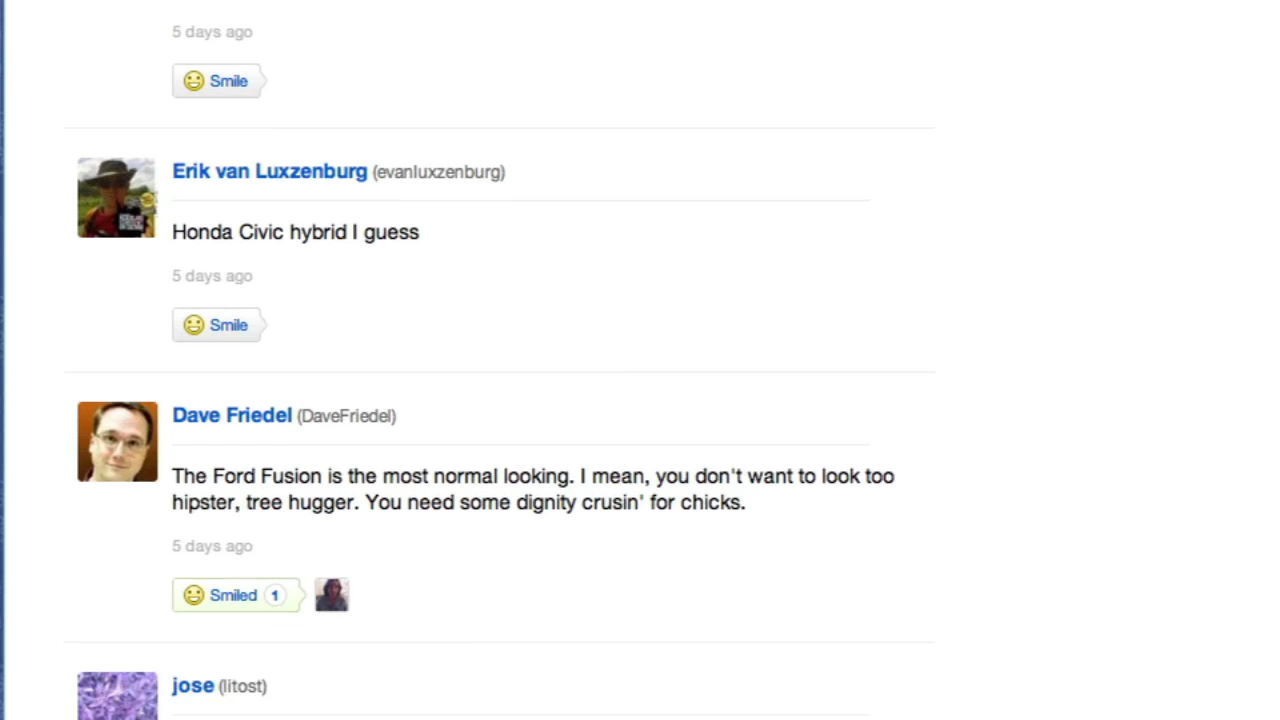 5 days ago
Smile
Erik van Luxzenburg (evanluxzenburg)
Honda Civic hybrid I guess
5 days ago
Smile
Dave Friedel (DaveFriedel)
The Ford Fusion is the most normal looking. I mean, you don't want to look too
hipster, tree hugger. You need some dignity crusin' for chicks.
5 days ago
Smiled 1
jose (litost)